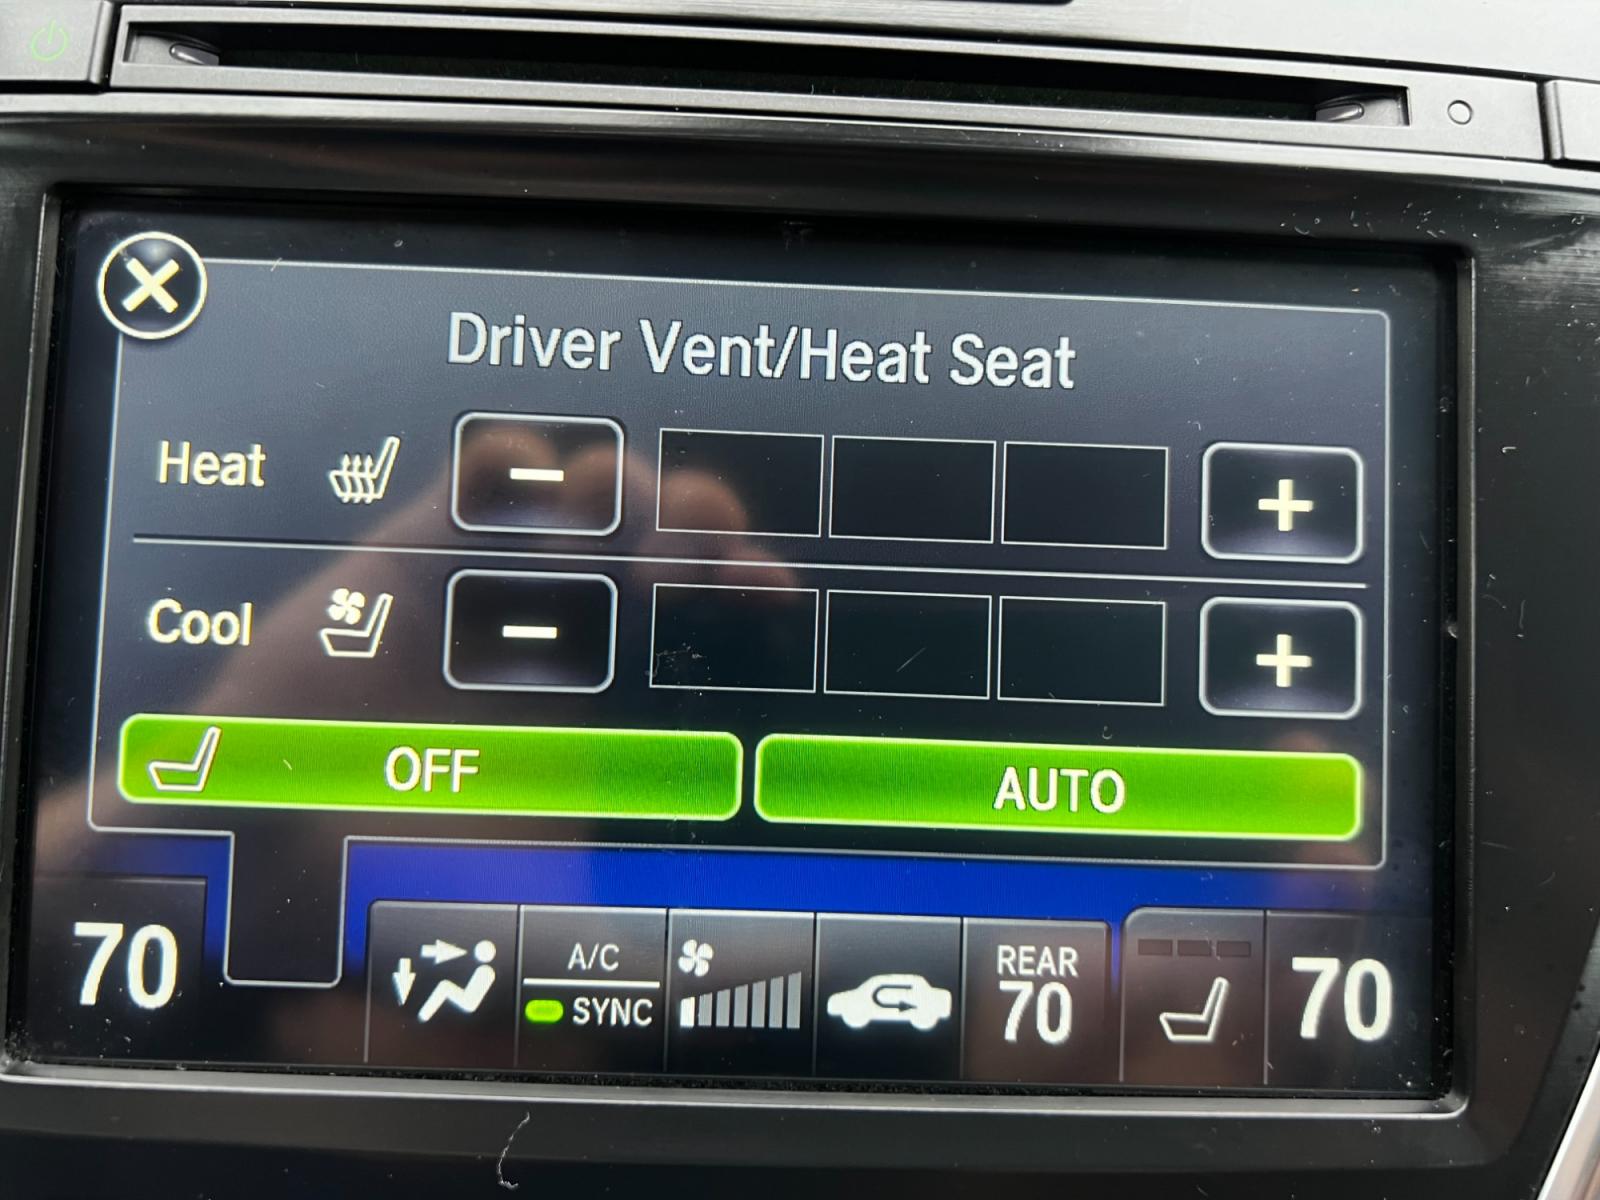 Driver Vent/Heat Seat
Heat
Cool
OFF
AUTO
70
A/C
SYNC
REAR
70
70